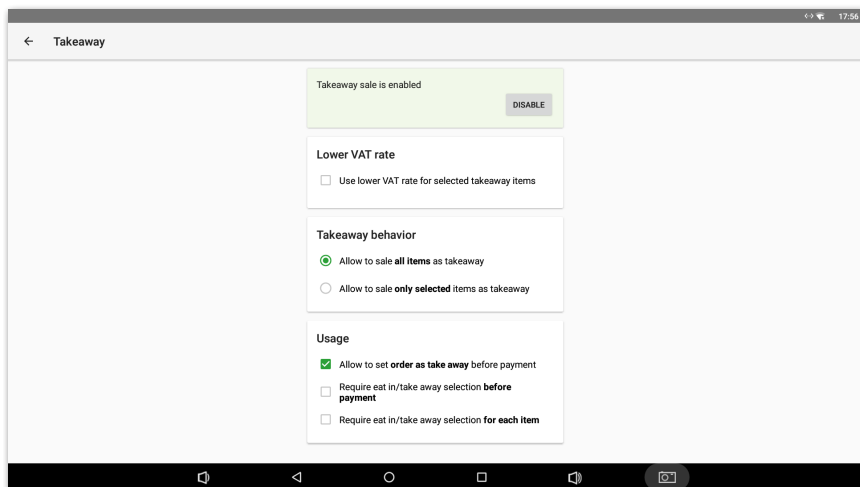 17:56
Takeaway
Takeaway sale is enabled
DISABLE
Lower VAT rate
Use lower VAT rate for selected takeaway items
Takeaway behavior
Allow to sale all items as takeaway
Allow to sale only selected items as takeaway
Usage
Allow to set order as take away before payment
Require eat in/take away selection before
payment
Require eat in/take away selection for each item